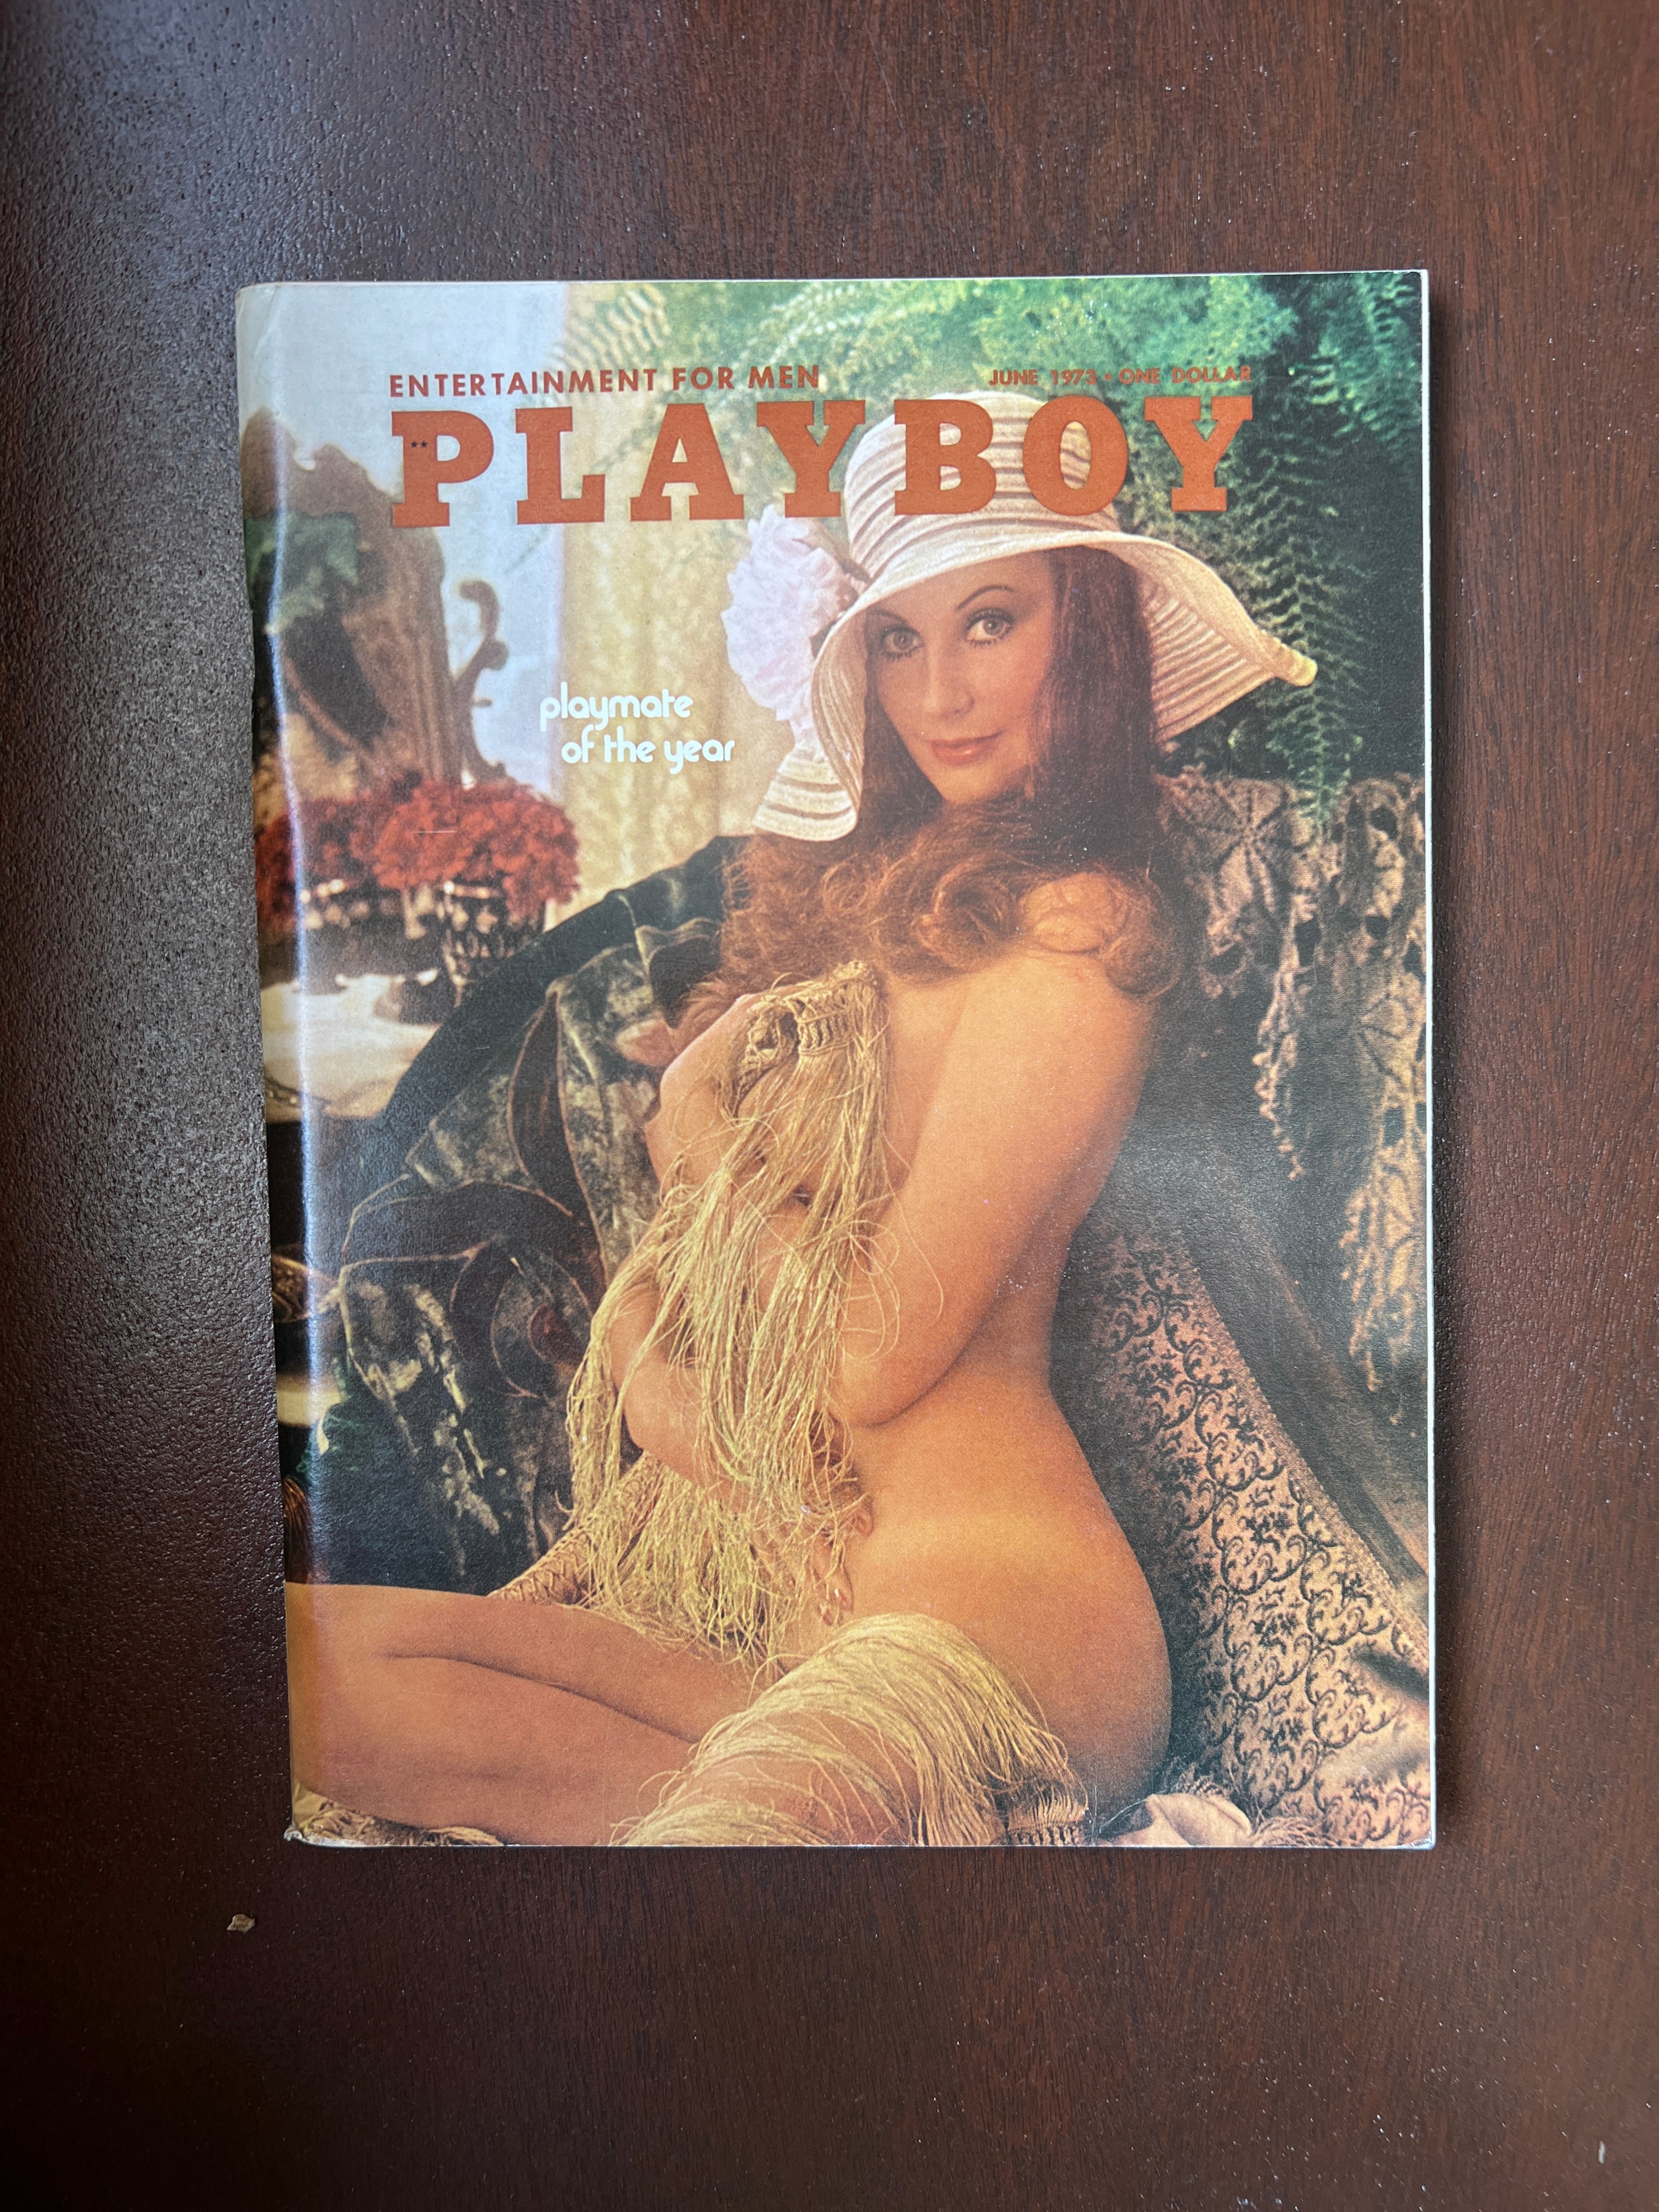 ENTERTAINMENT FOR MEN
JUNE 1973 • ONE DOLLAR
PLAYBOY
playmate
of the year